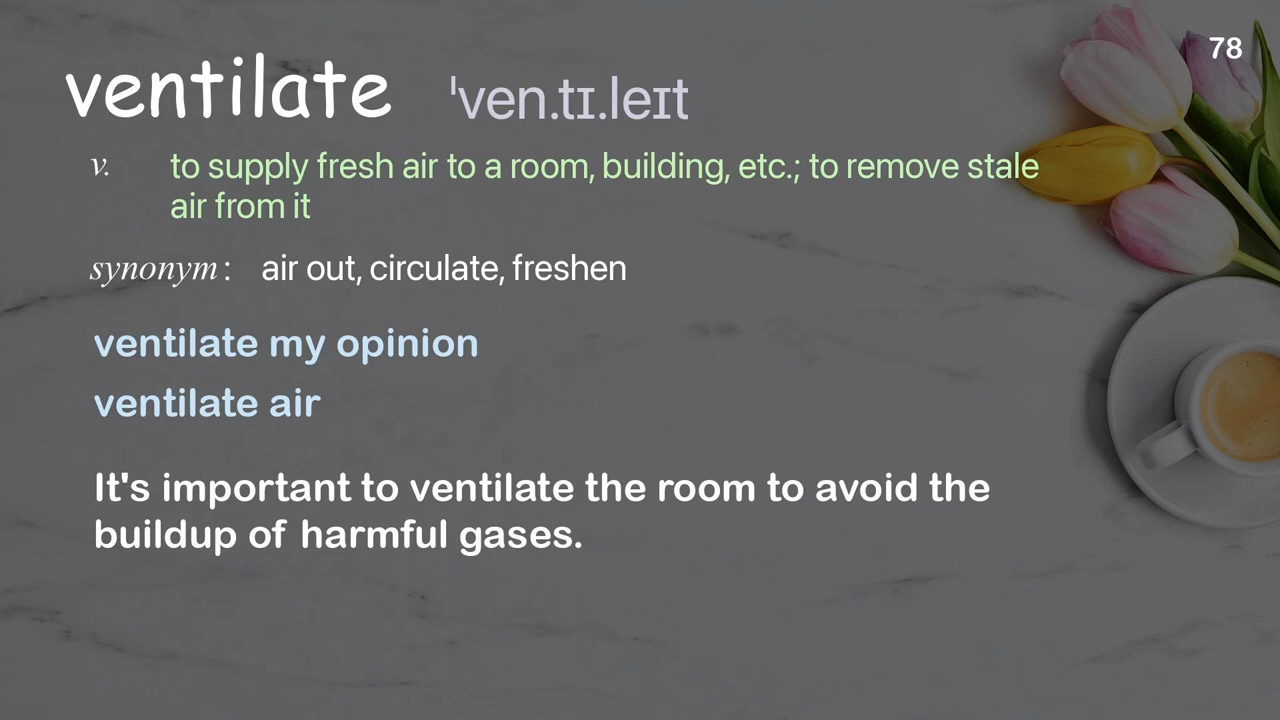 78
ventilate ˈven.tɪ.leɪt
v. to supply fresh air to a room, building, etc.; to remove stale
air from it
synonym : air out, circulate, freshen
ventilate my opinion
ventilate air
It's important to ventilate the room to avoid the
buildup of harmful gases.